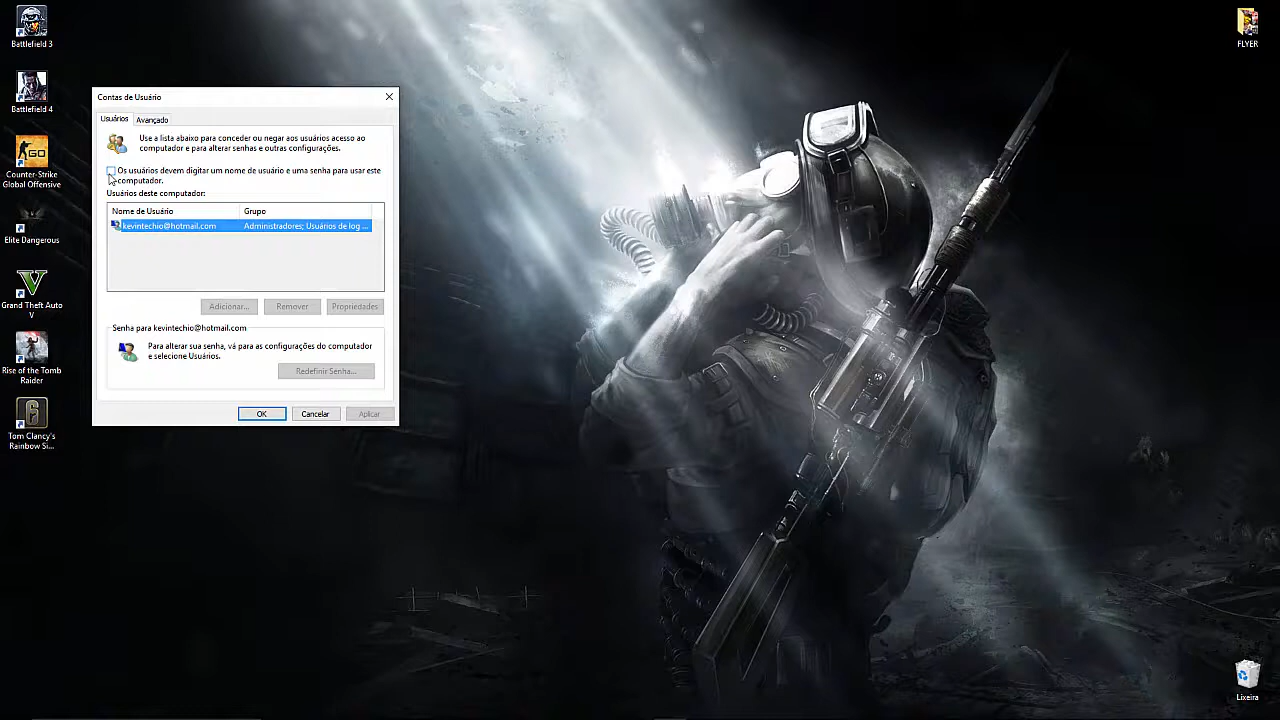 Battlefield 3
Battlefield 4
GO
Counter-Strike
Global Offensive
Elite Dangerous
Grand Theft Auto
V
Rise of the Tomb
Raider
6
Tom Clancy's
Rainbow Si...
FLYER
Lixeira
Contas de Usuário
Usuários
Avançado
Use a lista abaixo para conceder ou negar aos usuários acesso ao
computador e para alterar senhas e outras configurações.
Os usuários devem digitar um nome de usuário e uma senha para usar este
computador.
Usuários deste computador:
Nome de Usuário
Grupo
kevintechio@hotmail.com
Administradores; Usuários de log ...
Adicionar...
Remover
Propriedades
Senha para kevintechio@hotmail.com
Para alterar sua senha, vá para as configurações do computador
e selecione Usuários.
Redefinir Senha...
OK
Cancelar
Aplicar